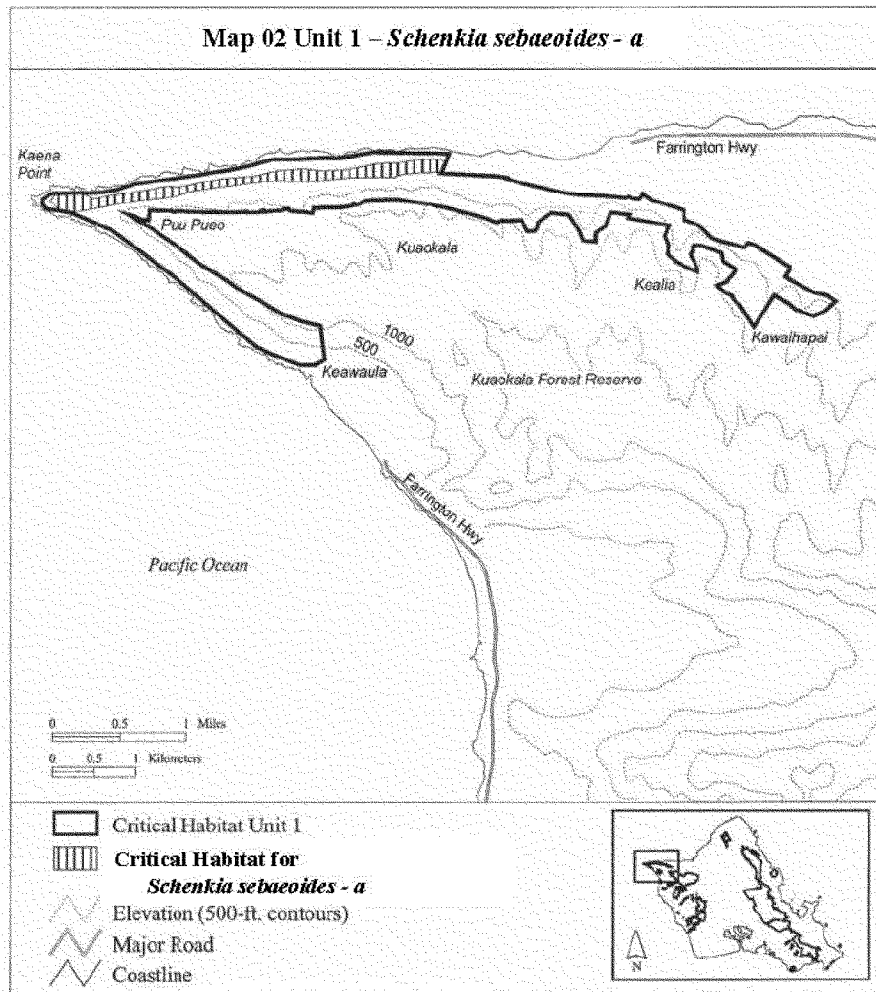 Map 02 Unit 1 – Schenkia sebaeoides - a
Kaena
Point
Farrington Hwy
Puu Pueo
Kuaokala
Kealia
Kawaihapai
1000
500
Keawaula
Kuaokala Forest Reserve
Farrington Hwy
Pacific Ocean
0 0.5 1 Miles
0 0.5 1 Kilometers
Critical Habitat Unit 1
Critical Habitat for
Schenkia sebaeoides - a
Elevation (500-ft. contours)
Major Road
Coastline
N